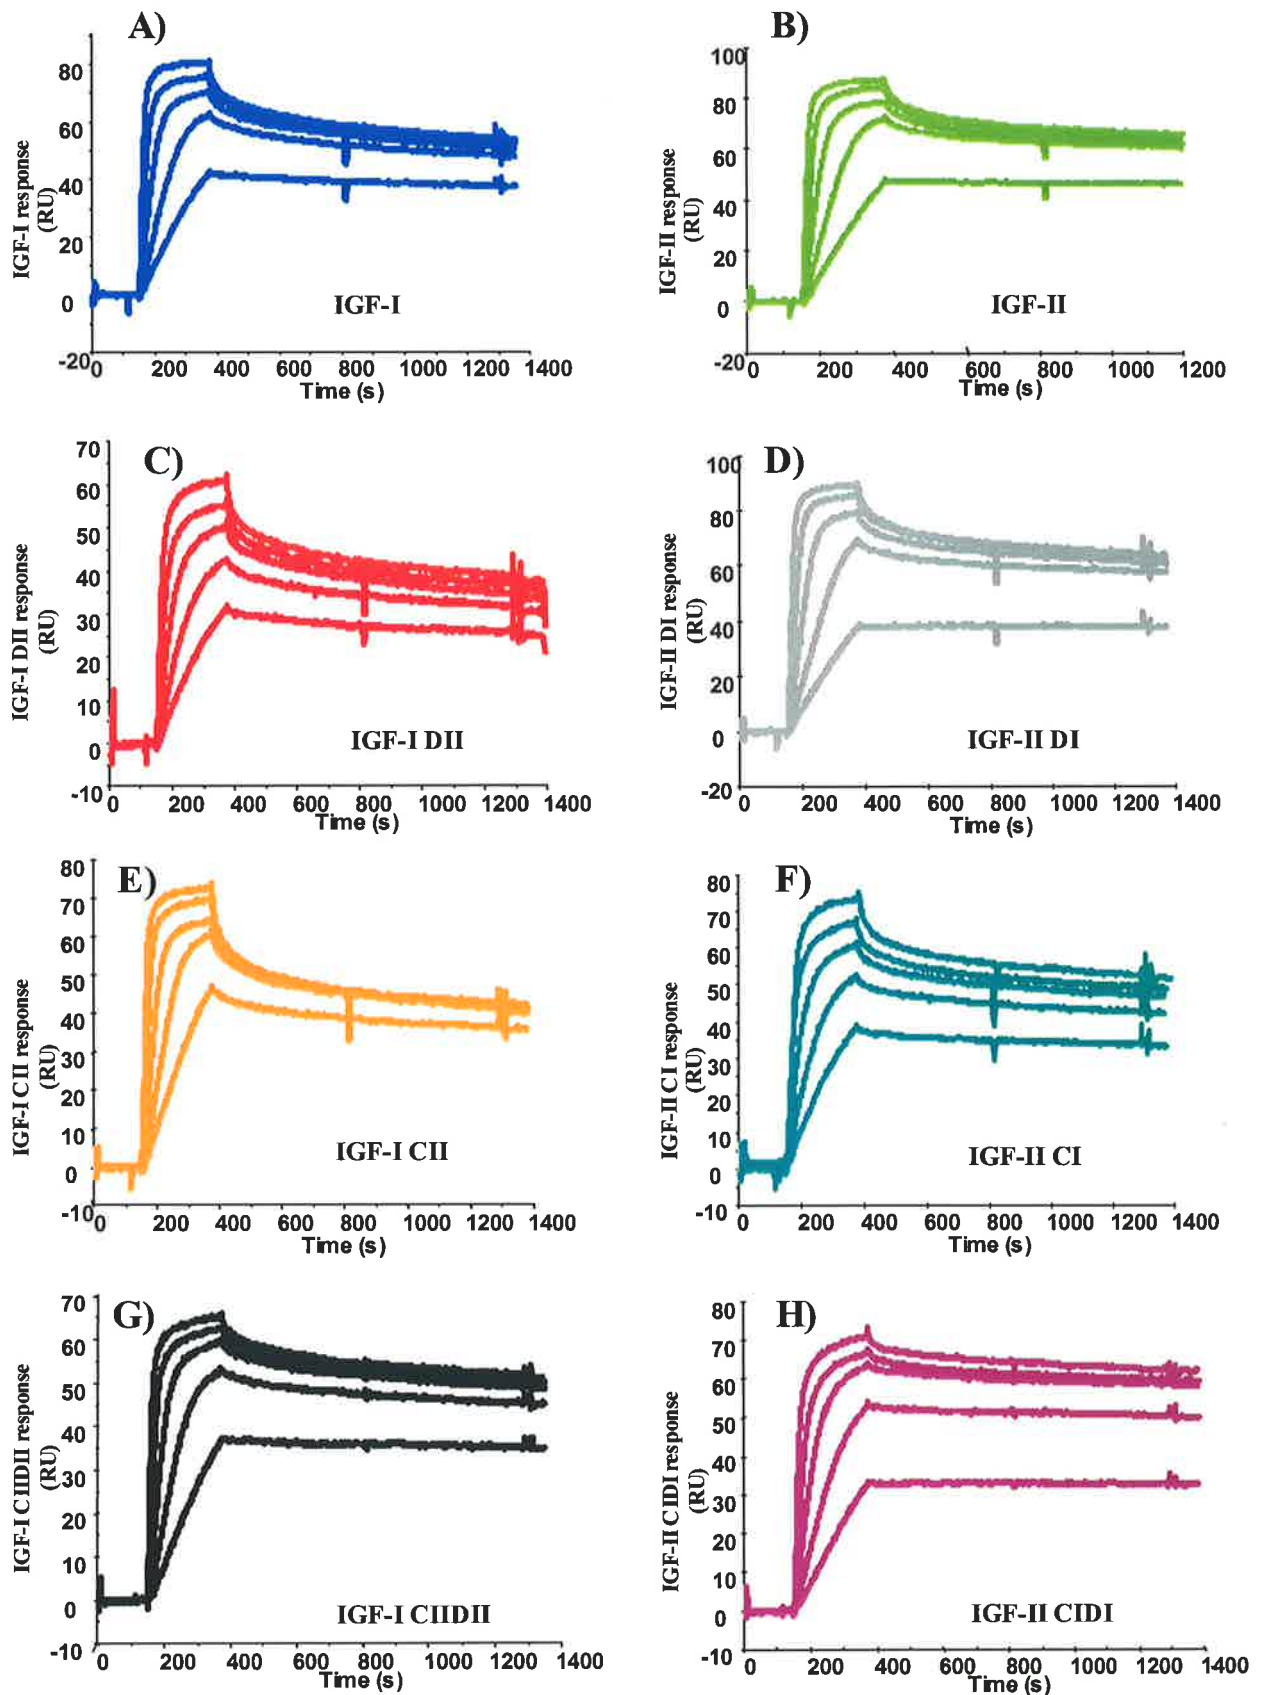 A)
IGF-I response
(RU)
80
60
40
20
0
-20
IGF-I
0 200 400 600 800 1000 1200 1400
Time (s)
B)
IGF-II response
(RU)
100
80
60
40
20
0
-20
IGF-II
0 200 400 600 800 1000 1200
Time (s)
C)
IGF-I DII response
(RU)
70
60
50
40
30
20
10
0
-10
IGF-I DII
0 200 400 600 800 1000 1200 1400
Time (s)
D)
IGF-II DI response
(RU)
100
80
60
40
20
0
-20
IGF-II DI
0 200 400 600 800 1000 1200 1400
Time (s)
E)
IGF-I CII response
(RU)
80
70
60
50
40
30
20
10
0
-10
IGF-I CII
0 200 400 600 800 1000 1200 1400
Time (s)
F)
IGF-II CI response
(RU)
80
70
60
50
40
30
20
10
0
-10
IGF-II CI
0 200 400 600 800 1000 1200 1400
Time (s)
G)
IGF-I CIIDII response
(RU)
70
60
50
40
30
20
10
0
-10
IGF-I CIIDII
0 200 400 600 800 1000 1200 1400
Time (s)
H)
IGF-II CIDI response
(RU)
80
70
60
50
40
30
20
10
0
-10
IGF-II CIDI
0 200 400 600 800 1000 1200 1400
Time (s)